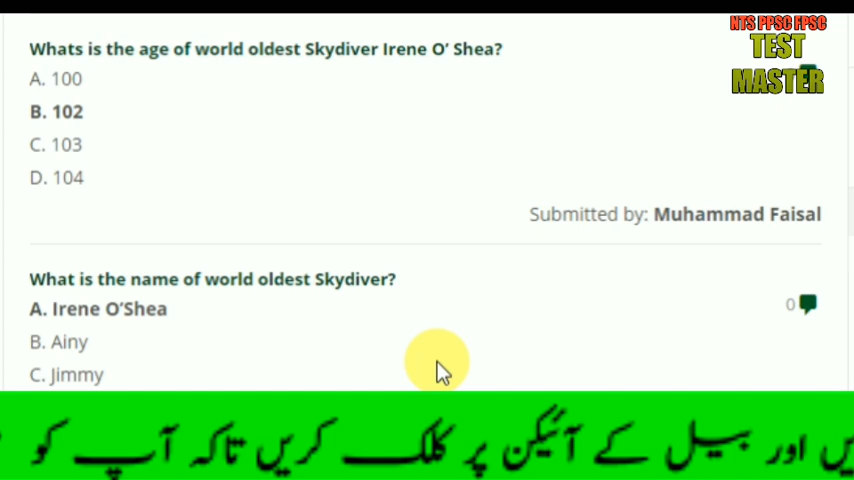 NTS PPSC FPSC
TEST
MASTER
Whats is the age of world oldest Skydiver Irene O' Shea?
A. 100
B. 102
C. 103
D. 104
Submitted by: Muhammad Faisal
What is the name of world oldest Skydiver?
A. Irene O'Shea
0
B. Ainy
C. Jimmy
اور بیل کے آئیکن پر کلک کریں تاکہ آپ کو